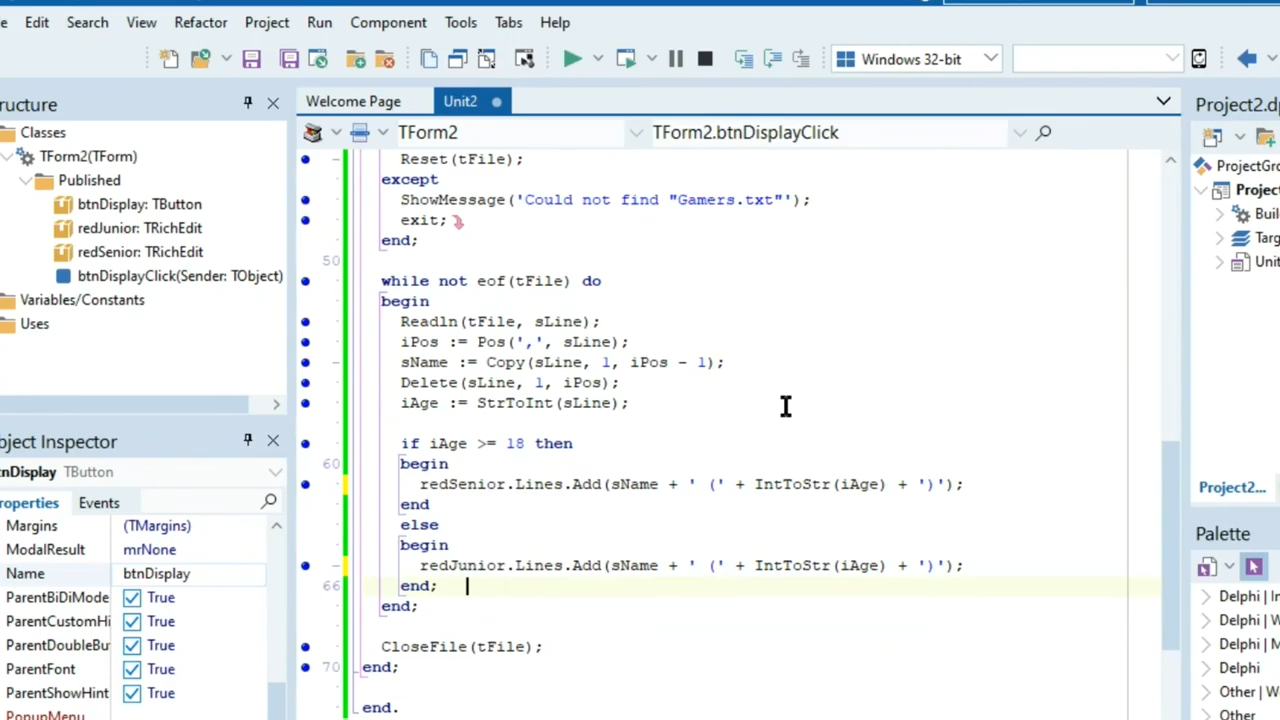 e Edit Search View Project Refactor Run Component Tools Tabs Help
Windows 32-bit
ructure
Classes
TForm2(TForm)
Published
btnDisplay: TButton
redJunior: TRichEdit
redSenior: TRichEdit
btnDisplayClick(Sender: TObject)
Variables/Constants
Uses
bject Inspector
nDisplay TButton
roperties Events
Margins (TMargins)
ModalResult mrNone
Name btnDisplay
ParentBiDiMode True
ParentCustomHi True
ParentDoubleBu True
ParentFont True
ParentShowHint True
PopupMenu
Welcome Page Unit2
TForm2 TForm2.btnDisplayClick
Reset(tFile);
except
ShowMessage('Could not find "Gamers.txt"');
exit;
end;
50
while not eof(tFile) do
begin
Readln(tFile, sLine);
iPos := Pos(',', sLine);
sName := Copy(sLine, 1, iPos - 1);
Delete(sLine, 1, iPos);
iAge := StrToInt(sLine);
if iAge >= 18 then
60 begin
redSenior.Lines.Add(sName + ' (' + IntToStr(iAge) + ')');
end
else
begin
redJunior.Lines.Add(sName + ' (' + IntToStr(iAge) + ')');
66 end;
end;
CloseFile(tFile);
70 end;
end.
Project2.d
ProjectGro
Projec
Buil
Targ
Unit
Project2...
Palette
Delphi | In
Delphi | W
Delphi | M
Delphi
Other | W
Other